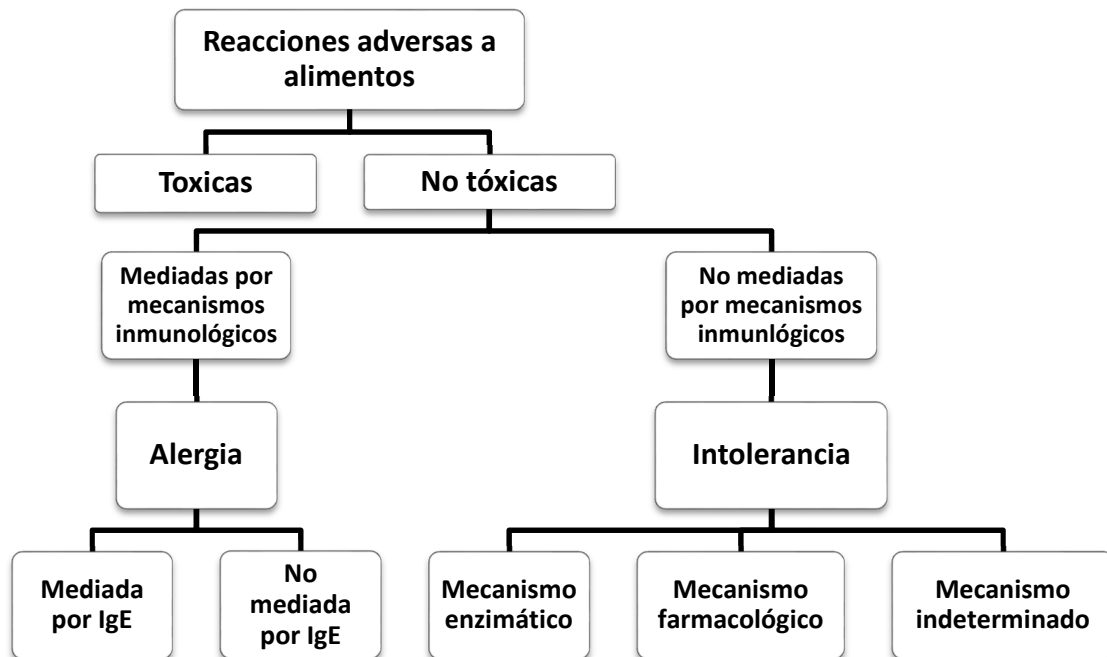 Reacciones adversas a
alimentos
Toxicas
No tóxicas
Mediadas por
mecanismos
inmunológicos
No mediadas
por mecanismos
inmunlógicos
Alergia
Intolerancia
Mediada
por IgE
No
mediada
por IgE
Mecanismo
enzimático
Mecanismo
farmacológico
Mecanismo
indeterminado